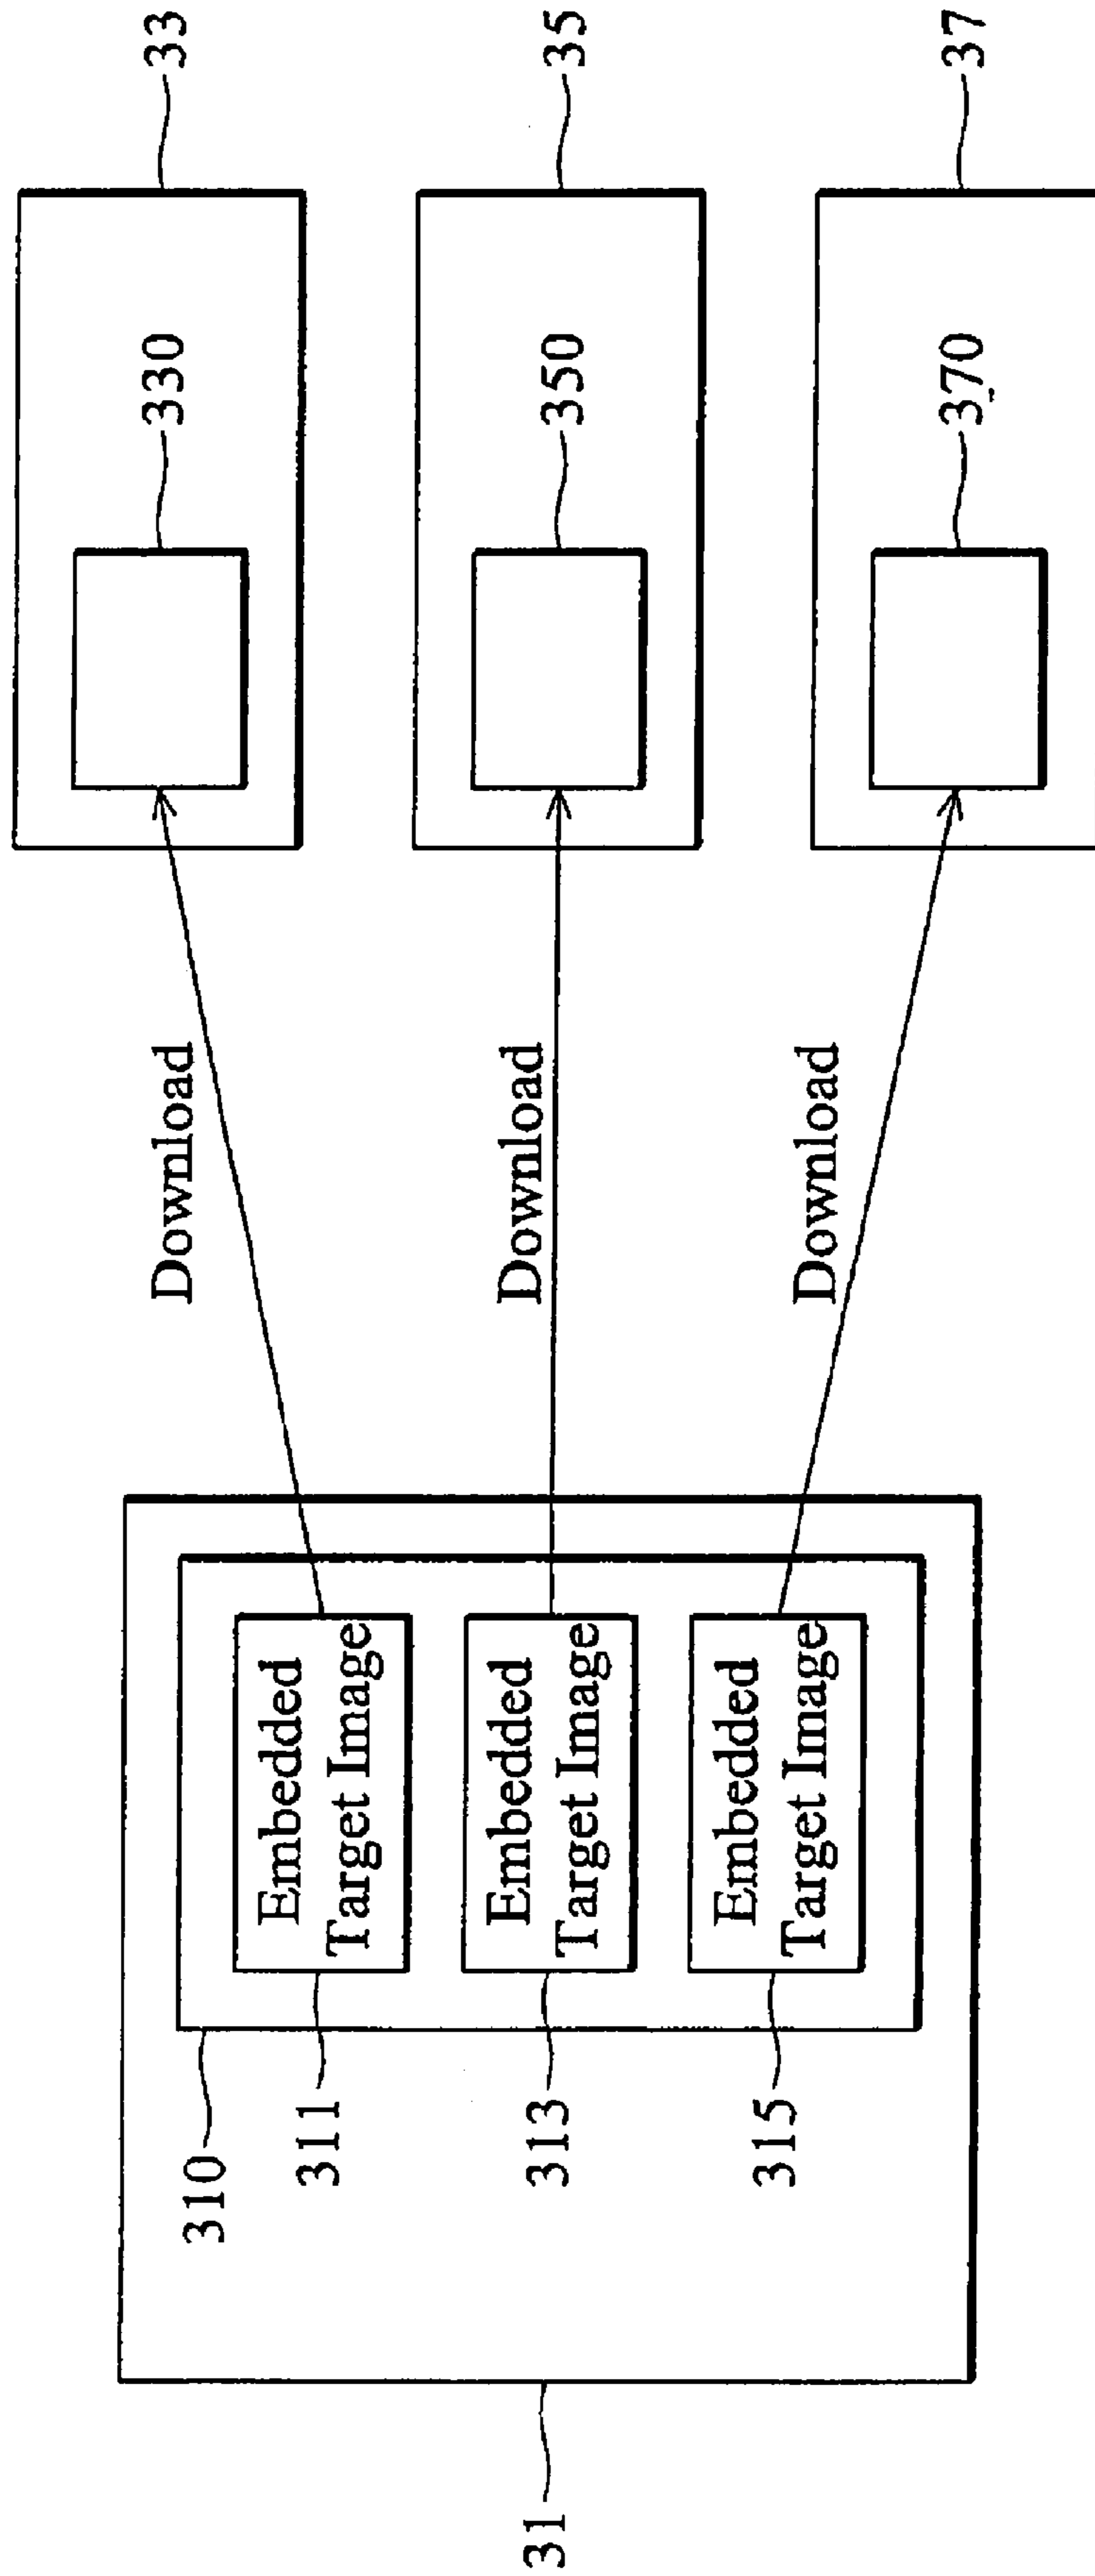 31
310
311
313
315
Embedded
Target Image
Embedded
Target Image
Embedded
Target Image
Download
Download
Download
330
33
350
35
370
37